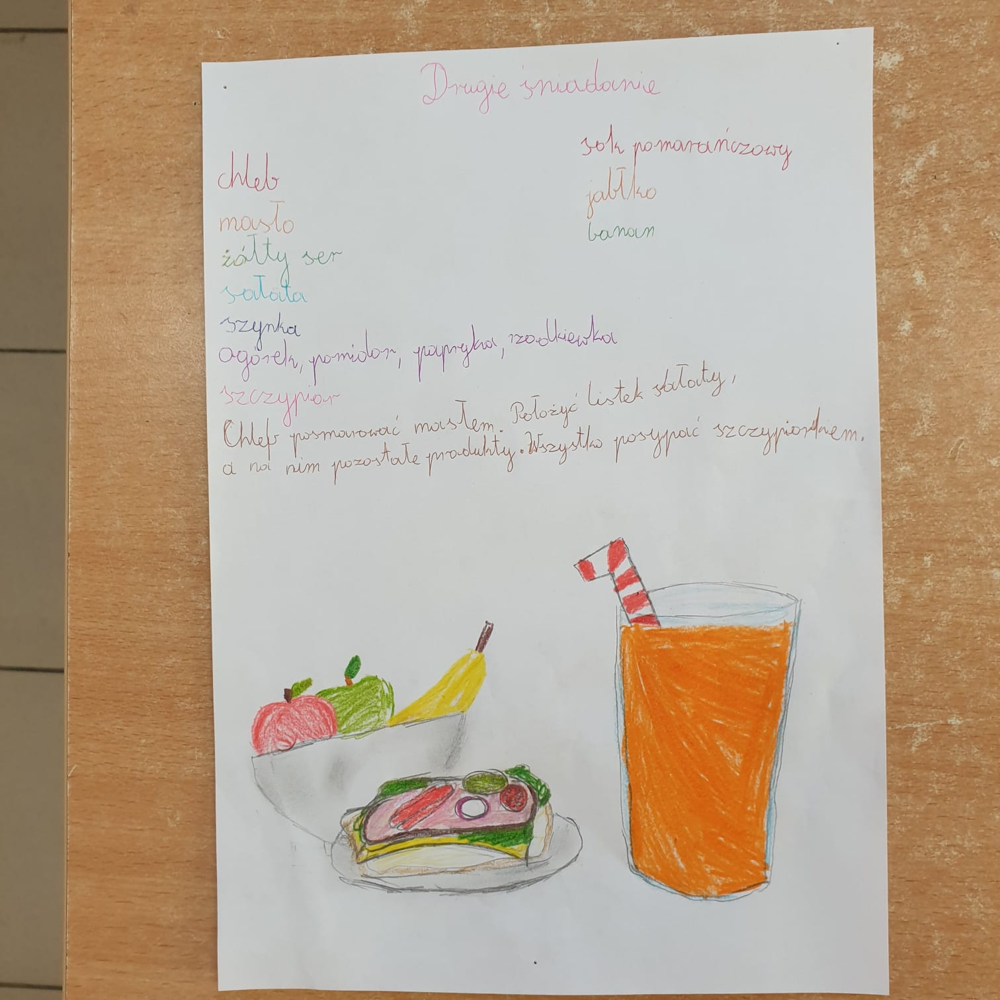 Drugie śniadanie
chleb
masło
żółty ser
sałata
szynka
ogórek, pomidor, papryka, rzodkiewka
szczypior
sok pomarańczowy
jabłko
banan
Chleb posmarować masłem. Położyć listek sałaty,
a na nim pozostałe produkty. Wszystko posypać szczypiorkiem.